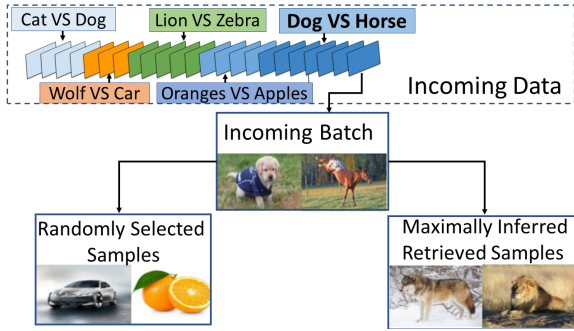 Cat VS Dog
Lion VS Zebra
Dog VS Horse
Wolf VS Car
Oranges VS Apples
Incoming Data
Incoming Batch
Randomly Selected
Samples
Maximally Inferred
Retrieved Samples